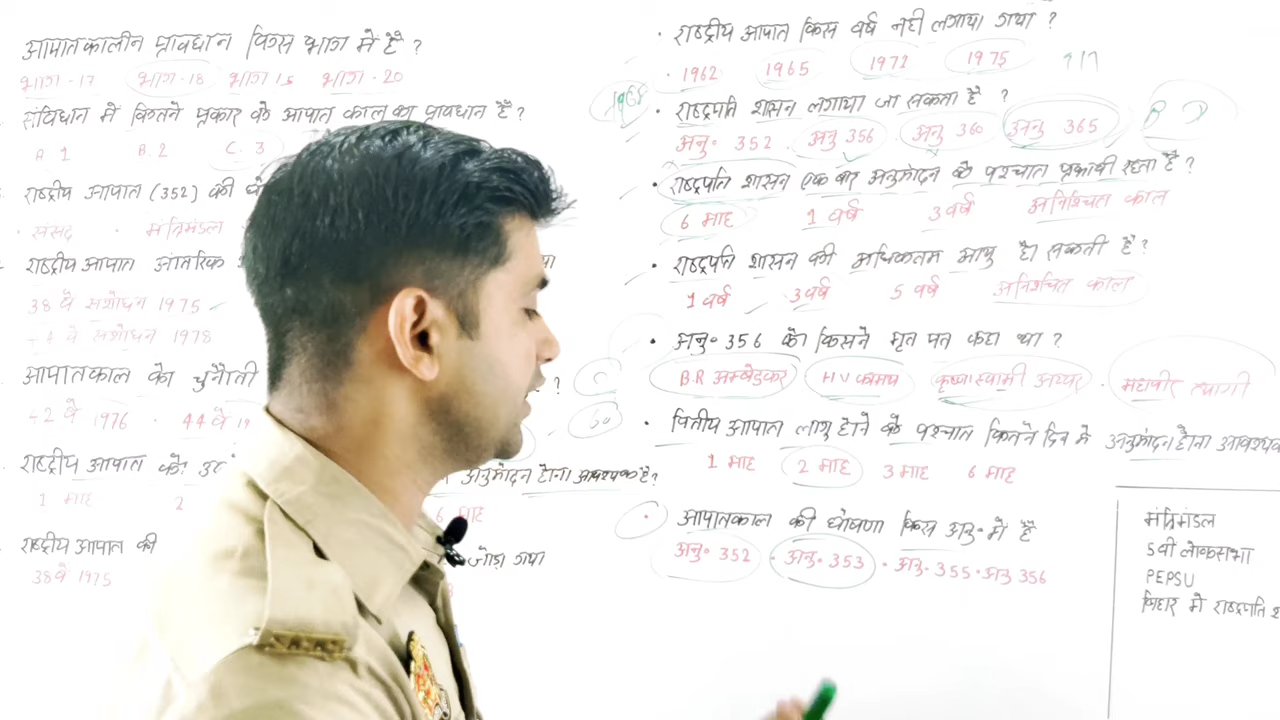 आपातकालीन प्रावधान किस भाग में है ?
भाग-17 भाग-18 भाग 15 भाग-20
संविधान में कितने प्रकार के आपात काल का प्रावधान हैं ?
A. 1 B. 2 C. 3
राष्ट्रीय आपात (352) की
संसद मंत्रिमंडल
राष्ट्रीय आपात आंतरिक
38 वे संशोधन 1975
44 वे संशोधन 1978
आपातकाल को चुनौती ?
42 वे 1976 44 वे 19
राष्ट्रीय आपात को अनुमोदन होना आवश्यक है?
1 माह 2 6 माह
राष्ट्रीय आपात की जोड़ा गया
38 वे 1975
राष्ट्रीय आपात किस वर्ष नही लगाया गया ?
1962 1965 1971 1975
1968
राष्ट्रपति शासन लगाया जा सकता है ?
अनु॰ 352 अनु 356 अनु 360 अनु 365 B D
राष्ट्रपति शासन एक बार अनुमोदन के पश्चात प्रभावी रहता है ?
6 माह 1 वर्ष 3 वर्ष अनिश्चित काल
राष्ट्रपति शासन की अधिकतम आयु हो सकती है ?
1 वर्ष 3 वर्ष 5 वर्ष अनिश्चित काल
अनु॰ 356 को किसने मृत पत्र कहा था ?
B.R अम्बेडकर H V कामथ कृष्णा स्वामी अय्यर महावीर त्यागी
वित्तीय आपात लागु होने के पश्चात कितने दिन मे अनुमोदन होना आवश्यक
1 माह 2 माह 3 माह 6 माह
आपातकाल की घोषणा किस अनु॰ मे है
अनु॰ 352 अनु॰ 353 अनु॰ 355 अनु 356
मंत्रिमंडल
5वी लोकसभा
PEPSU
बिहार मे राष्ट्रपति